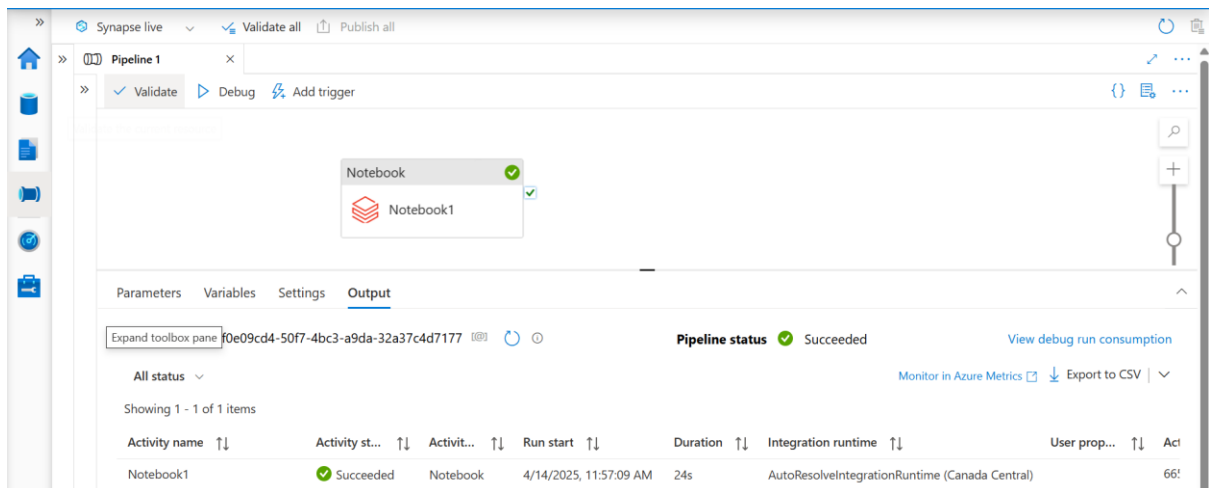 »
Synapse live Validate all Publish all
» Pipeline 1 × ...
» Validate Debug Add trigger {} ...
Notebook
Notebook1
+
Parameters Variables Settings Output
Expand toolbox pane f0e09cd4-50f7-4bc3-a9da-32a37c4d7177 [@] Pipeline status Succeeded View debug run consumption
All status Monitor in Azure Metrics Export to CSV |
Showing 1 - 1 of 1 items
Activity name ↑↓ Activity st... ↑↓ Activit... ↑↓ Run start ↑↓ Duration ↑↓ Integration runtime ↑↓ User prop... ↑↓ Act
Notebook1 Succeeded Notebook 4/14/2025, 11:57:09 AM 24s AutoResolveIntegrationRuntime (Canada Central) 66